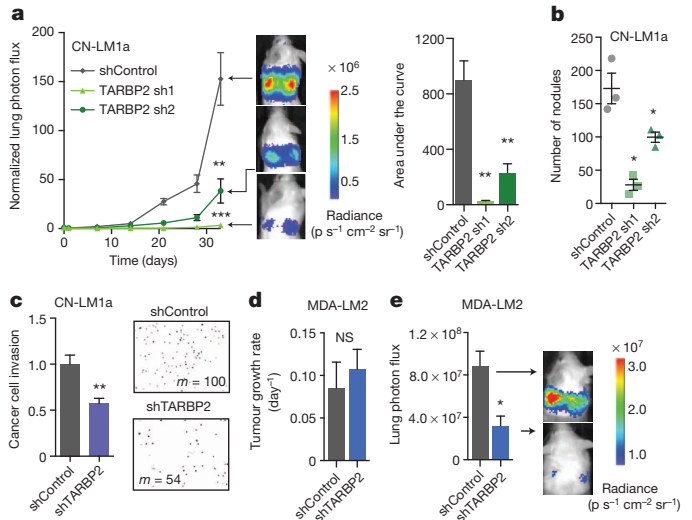 a
CN-LM1a
shControl
TARBP2 sh1
TARBP2 sh2
Normalized lung photon flux
200
150
100
50
0
**
***
0 10 20 30
Time (days)
× 10⁶
2.5
1.5
0.5
Radiance
(p s⁻¹ cm⁻² sr⁻¹)
Area under the curve
1200
800
400
0
**
**
shControl
TARBP2 sh1
TARBP2 sh2
b
CN-LM1a
Number of nodules
250
200
150
100
50
0
*
*
shControl
TARBP2 sh1
TARBP2 sh2
c
CN-LM1a
Cancer cell invasion
1.5
1.0
0.5
0
**
shControl
shTARBP2
shControl
m = 100
shTARBP2
m = 54
d
MDA-LM2
Tumour growth rate
(day⁻¹)
0.15
0.10
0.05
0
NS
shControl
shTARBP2
e
MDA-LM2
Lung photon flux
1.2 × 10⁸
8.0 × 10⁷
4.0 × 10⁷
0
*
shControl
shTARBP2
× 10⁷
3.0
2.0
1.0
Radiance
(p s⁻¹ cm⁻² sr⁻¹)